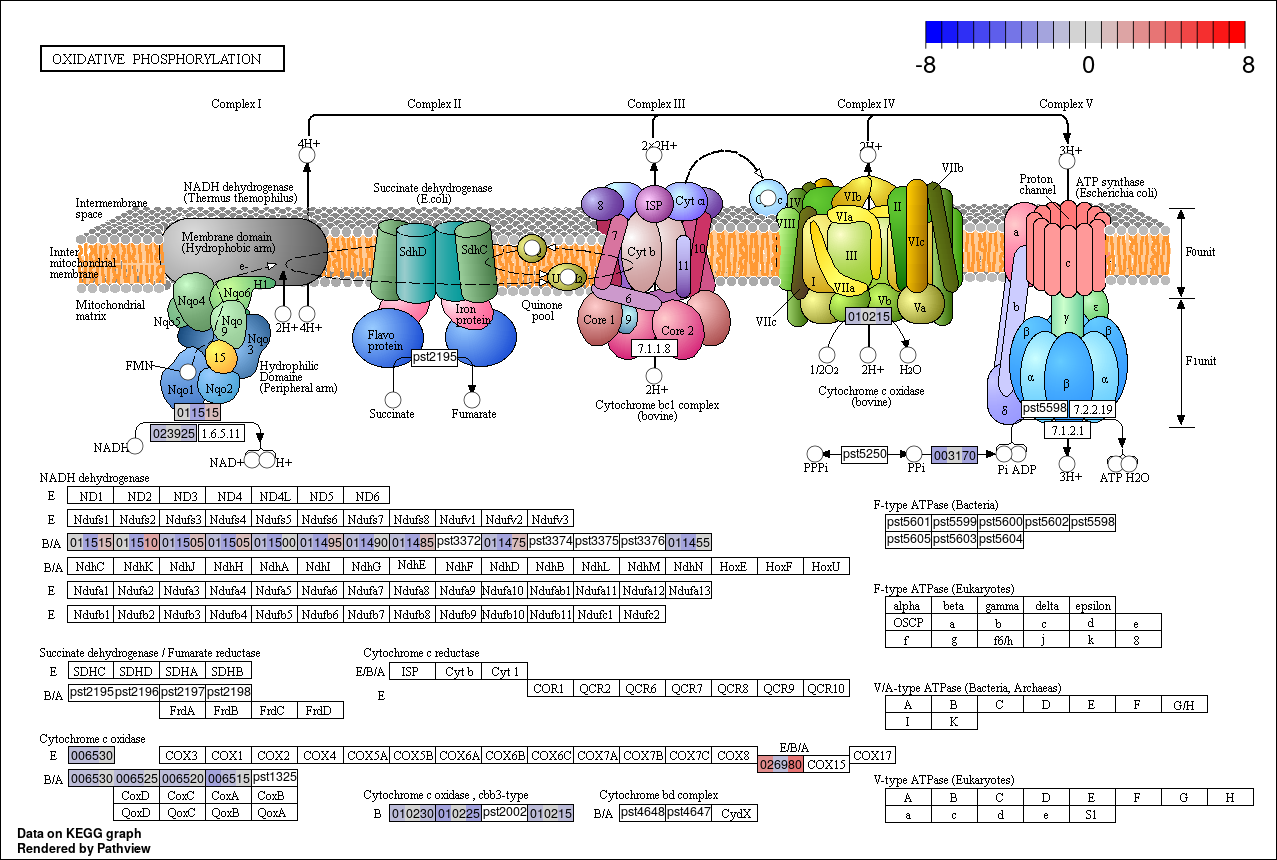 -8 0 8
OXIDATIVE PHOSPHORYLATION
Complex I Complex II Complex III Complex IV Complex V
4H+ 2×2H+ 2H+ 3H+
NADH dehydrogenase
(Thermus themophilus)
Succinate dehydrogenase
(E.coli)
VIIb
Proton
channel
ATP synthase
(Escherichia coli)
Intermembrane
space
8 ISP Cyt c1 C c IV VIb II
VIII VIa VIc
Membrane domain
(Hydrophobic arm)
SdhD SdhC
7 Cyt b 10 11
III
a c
F0unit
Innter
mitochondrial
membrane
e-
H1
U 2
I VIIa
Mitochondrial
matrix
Nqo4 Nqo6
Nqo5 Nqo
9
Nqo
3
2H+ 4H+
Iron
protein
Quinone
pool
6
Core 1 9 Core 2
VIIc Vb Va
010215
b γ ε
Flavo
protein
pst2195
7.1.1.8
β β
α β α
δ
F1unit
FMN 15
Nqo1 Nqo2
Hydrophilic
Domaine
(Peripheral arm)
1/2O2 2H+ H2O
2H+
Succinate Fumarate
Cytochrome bc1 complex
(bovine)
Cytochrome c oxidase
(bovine)
011515
023925 1.6.5.11
pst5598 7.2.2.19
7.1.2.1
NADH NAD+ H+
PPPi pst5250 PPi 003170 Pi ADP 3H+ ATP H2O
NADH dehydrogenase
E ND1 ND2 ND3 ND4 ND4L ND5 ND6
E Ndufs1 Ndufs2 Ndufs3 Ndufs4 Ndufs5 Ndufs6 Ndufs7 Ndufs8 Ndufv1 Ndufv2 Ndufv3
B/A 011515 011510 011505 011505 011500 011495 011490 011485 pst3372 011475 pst3374 pst3375 pst3376 011455
B/A NdhC NdhK NdhJ NdhH NdhA NdhI NdhG NdhE NdhF NdhD NdhB NdhL NdhM NdhN HoxE HoxF HoxU
E Ndufa1 Ndufa2 Ndufa3 Ndufa4 Ndufa5 Ndufa6 Ndufa7 Ndufa8 Ndufa9 Ndufa10 Ndufab1 Ndufa11 Ndufa12 Ndufa13
E Ndufb1 Ndufb2 Ndufb3 Ndufb4 Ndufb5 Ndufb6 Ndufb7 Ndufb8 Ndufb9 Ndufb10 Ndufb11 Ndufc1 Ndufc2
F-type ATPase (Bacteria)
pst5601 pst5599 pst5600 pst5602 pst5598
pst5605 pst5603 pst5604
F-type ATPase (Eukaryotes)
alpha beta gamma delta epsilon
OSCP a b c d e
f g f6/h j k 8
Succinate dehydrogenase / Fumarate reductase
E SDHC SDHD SDHA SDHB
B/A pst2195 pst2196 pst2197 pst2198
FrdA FrdB FrdC FrdD
Cytochrome c reductase
E/B/A ISP Cyt b Cyt 1
E COR1 QCR2 QCR6 QCR7 QCR8 QCR9 QCR10
V/A-type ATPase (Bacteria, Archaeas)
A B C D E F G/H
I K
Cytochrome c oxidase
E 006530 COX3 COX1 COX2 COX4 COX5A COX5B COX6A COX6B COX6C COX7A COX7B COX7C COX8 E/B/A 026980 COX15 COX17
B/A 006530 006525 006520 006515 pst1325
CoxD CoxC CoxA CoxB
QoxD QoxC QoxB QoxA
Cytochrome c oxidase , cbb3-type
B 010230 010225 pst2002 010215
Cytochrome bd complex
B/A pst4648 pst4647 CydX
V-type ATPase (Eukaryotes)
A B C D E F G H
a c d e S1
Data on KEGG graph
Rendered by Pathview